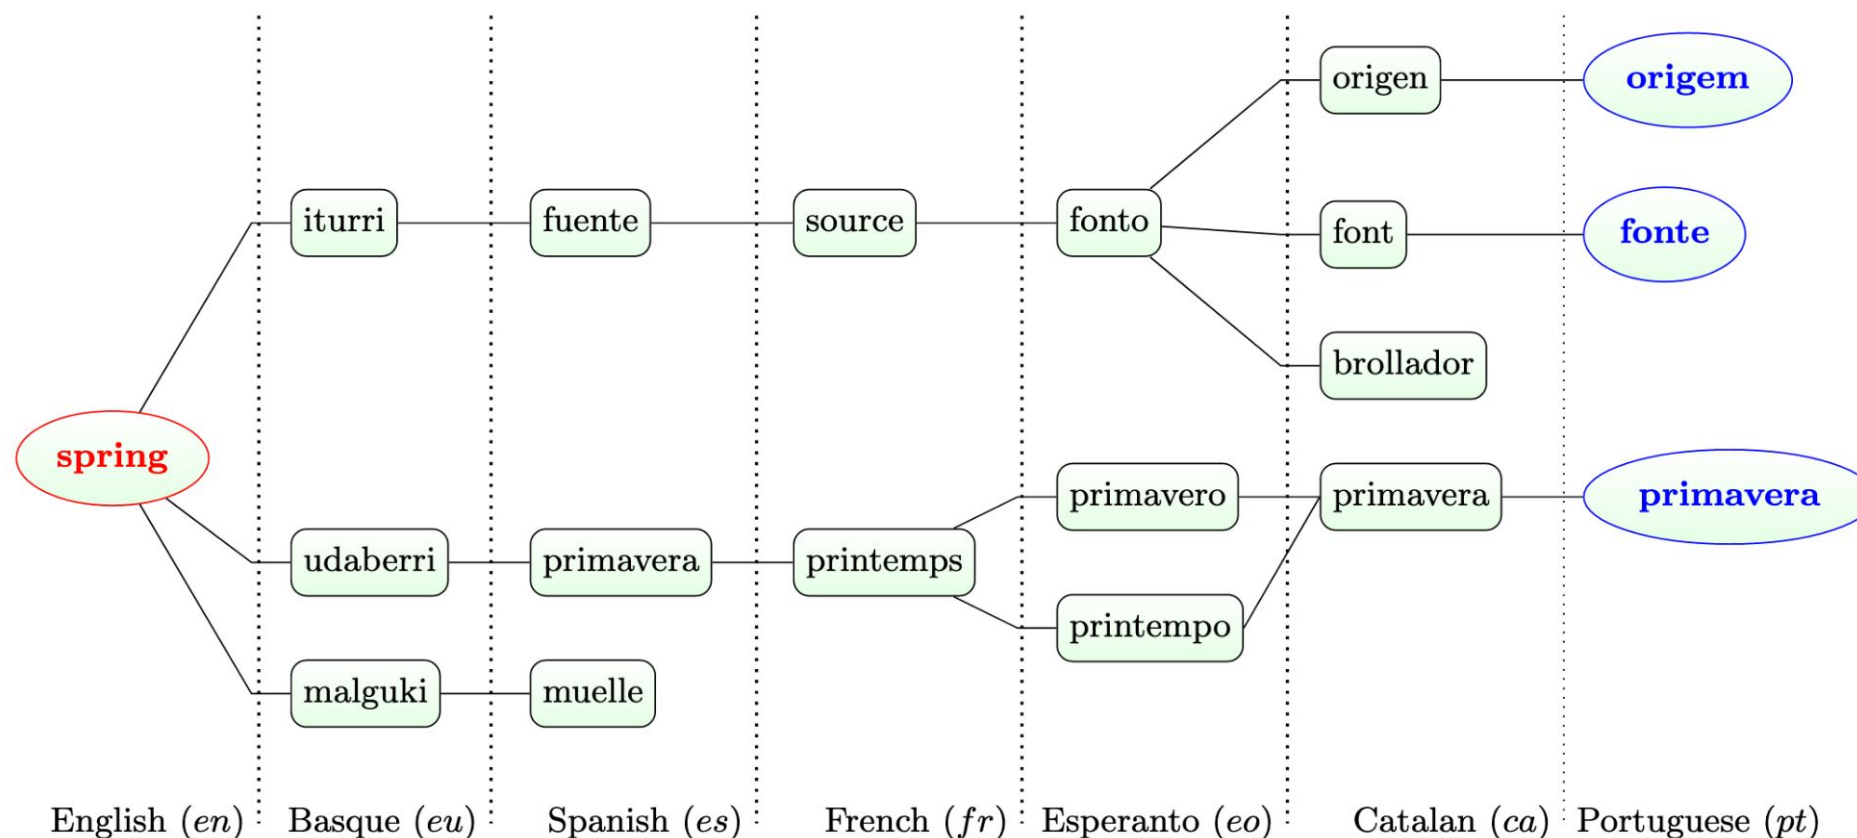 origen
origem
iturri
fuente
source
fonto
font
fonte
brollador
spring
primavero
primavera
primavera
udaberri
primavera
printemps
printempo
malguki
muelle
English (en)
Basque (eu)
Spanish (es)
French (fr)
Esperanto (eo)
Catalan (ca)
Portuguese (pt)